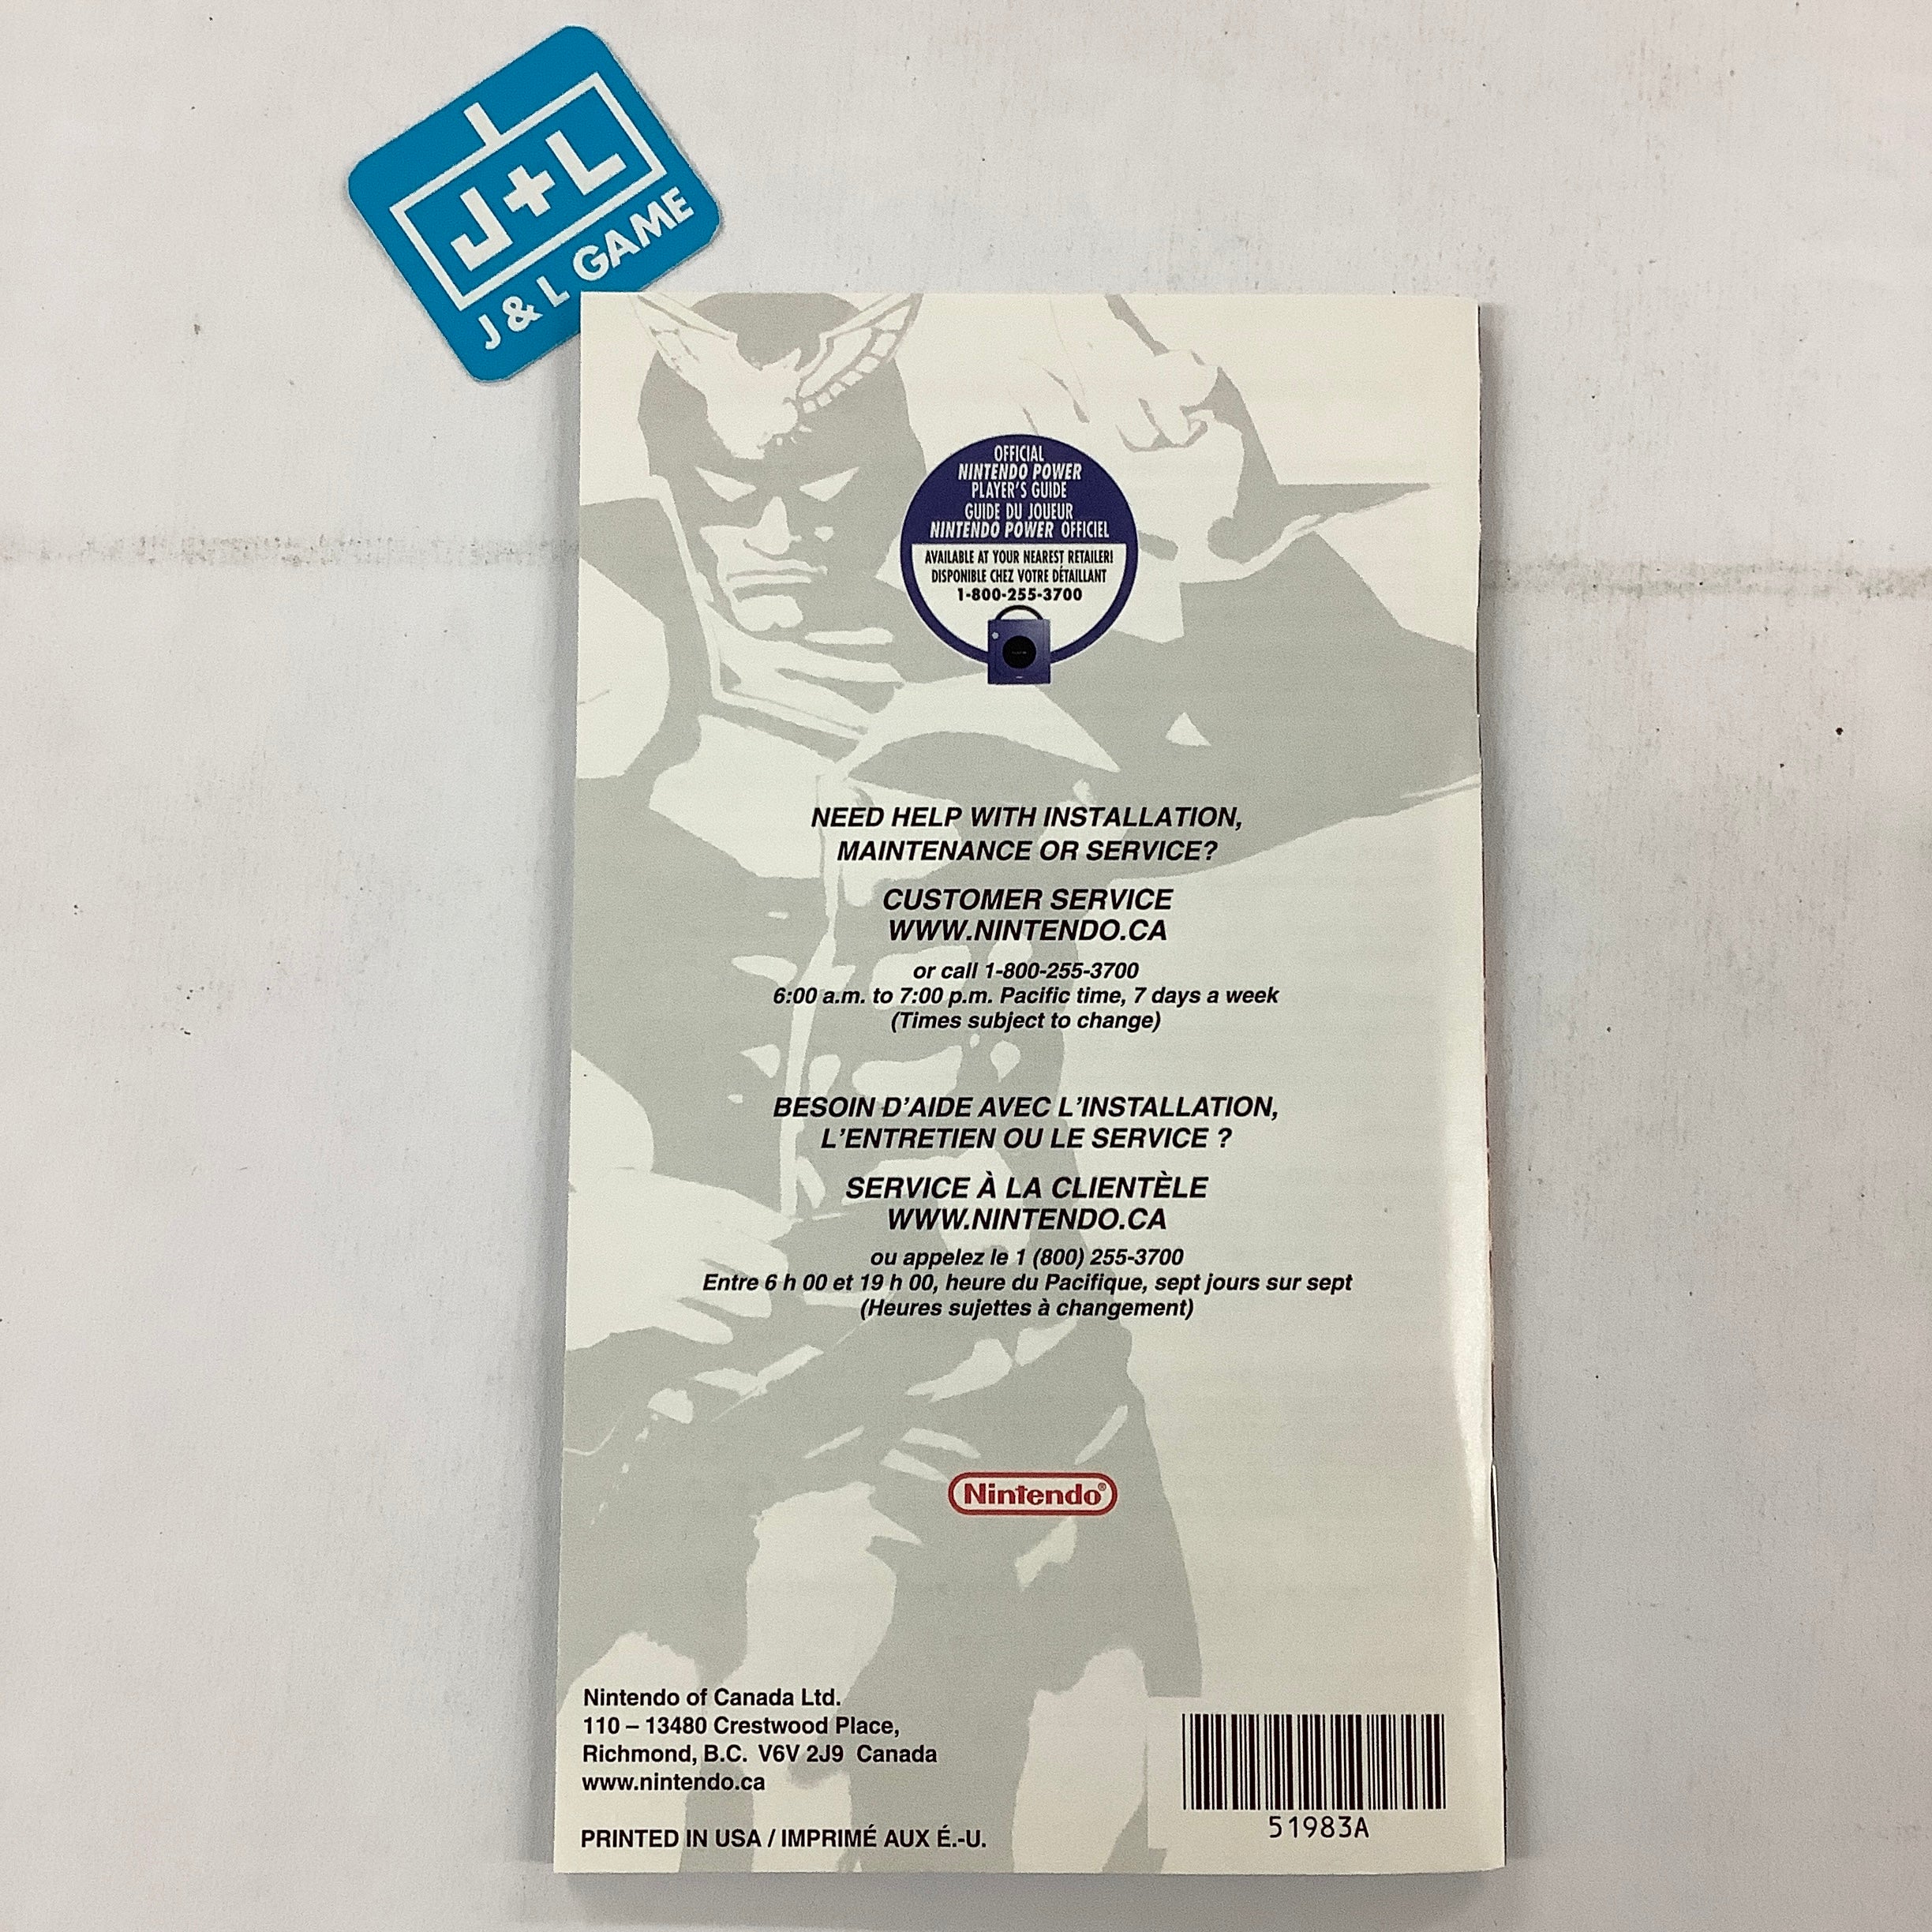 J+L
J & L GAME
OFFICIAL
NINTENDO POWER
PLAYER'S GUIDE
GUIDE DU JOUEUR
NINTENDO POWER OFFICIEL
AVAILABLE AT YOUR NEAREST RETAILER!
DISPONIBLE CHEZ VOTRE DÉTAILLANT
1-800-255-3700
NEED HELP WITH INSTALLATION,
MAINTENANCE OR SERVICE?
CUSTOMER SERVICE
WWW.NINTENDO.CA
or call 1-800-255-3700
6:00 a.m. to 7:00 p.m. Pacific time, 7 days a week
(Times subject to change)
BESOIN D'AIDE AVEC L'INSTALLATION,
L'ENTRETIEN OU LE SERVICE ?
SERVICE À LA CLIENTÈLE
WWW.NINTENDO.CA
ou appelez le 1 (800) 255-3700
Entre 6 h 00 et 19 h 00, heure du Pacifique, sept jours sur sept
(Heures sujettes à changement)
Nintendo®
Nintendo of Canada Ltd.
110 – 13480 Crestwood Place,
Richmond, B.C. V6V 2J9 Canada
www.nintendo.ca
PRINTED IN USA / IMPRIMÉ AUX É.-U.
51983A